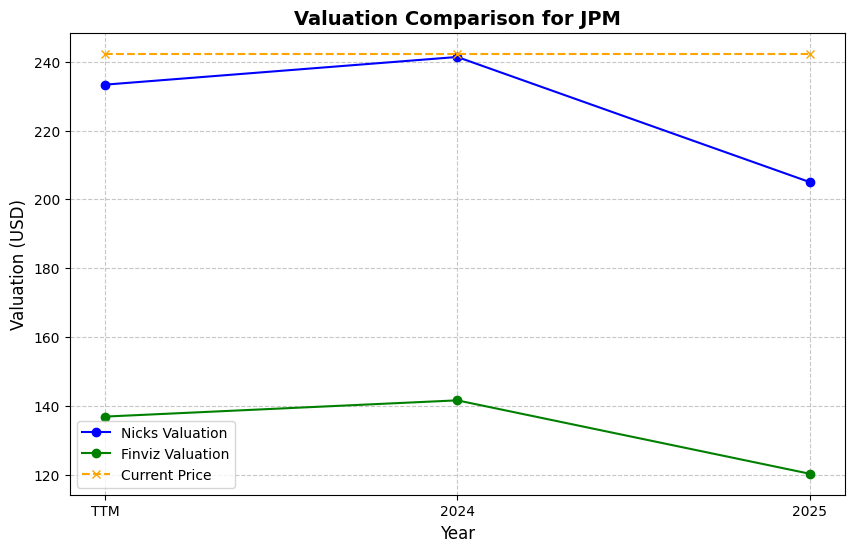 Valuation Comparison for JPM
Valuation (USD)
240
220
200
180
160
140
120
Nicks Valuation
Finviz Valuation
Current Price
TTM
2024
2025
Year